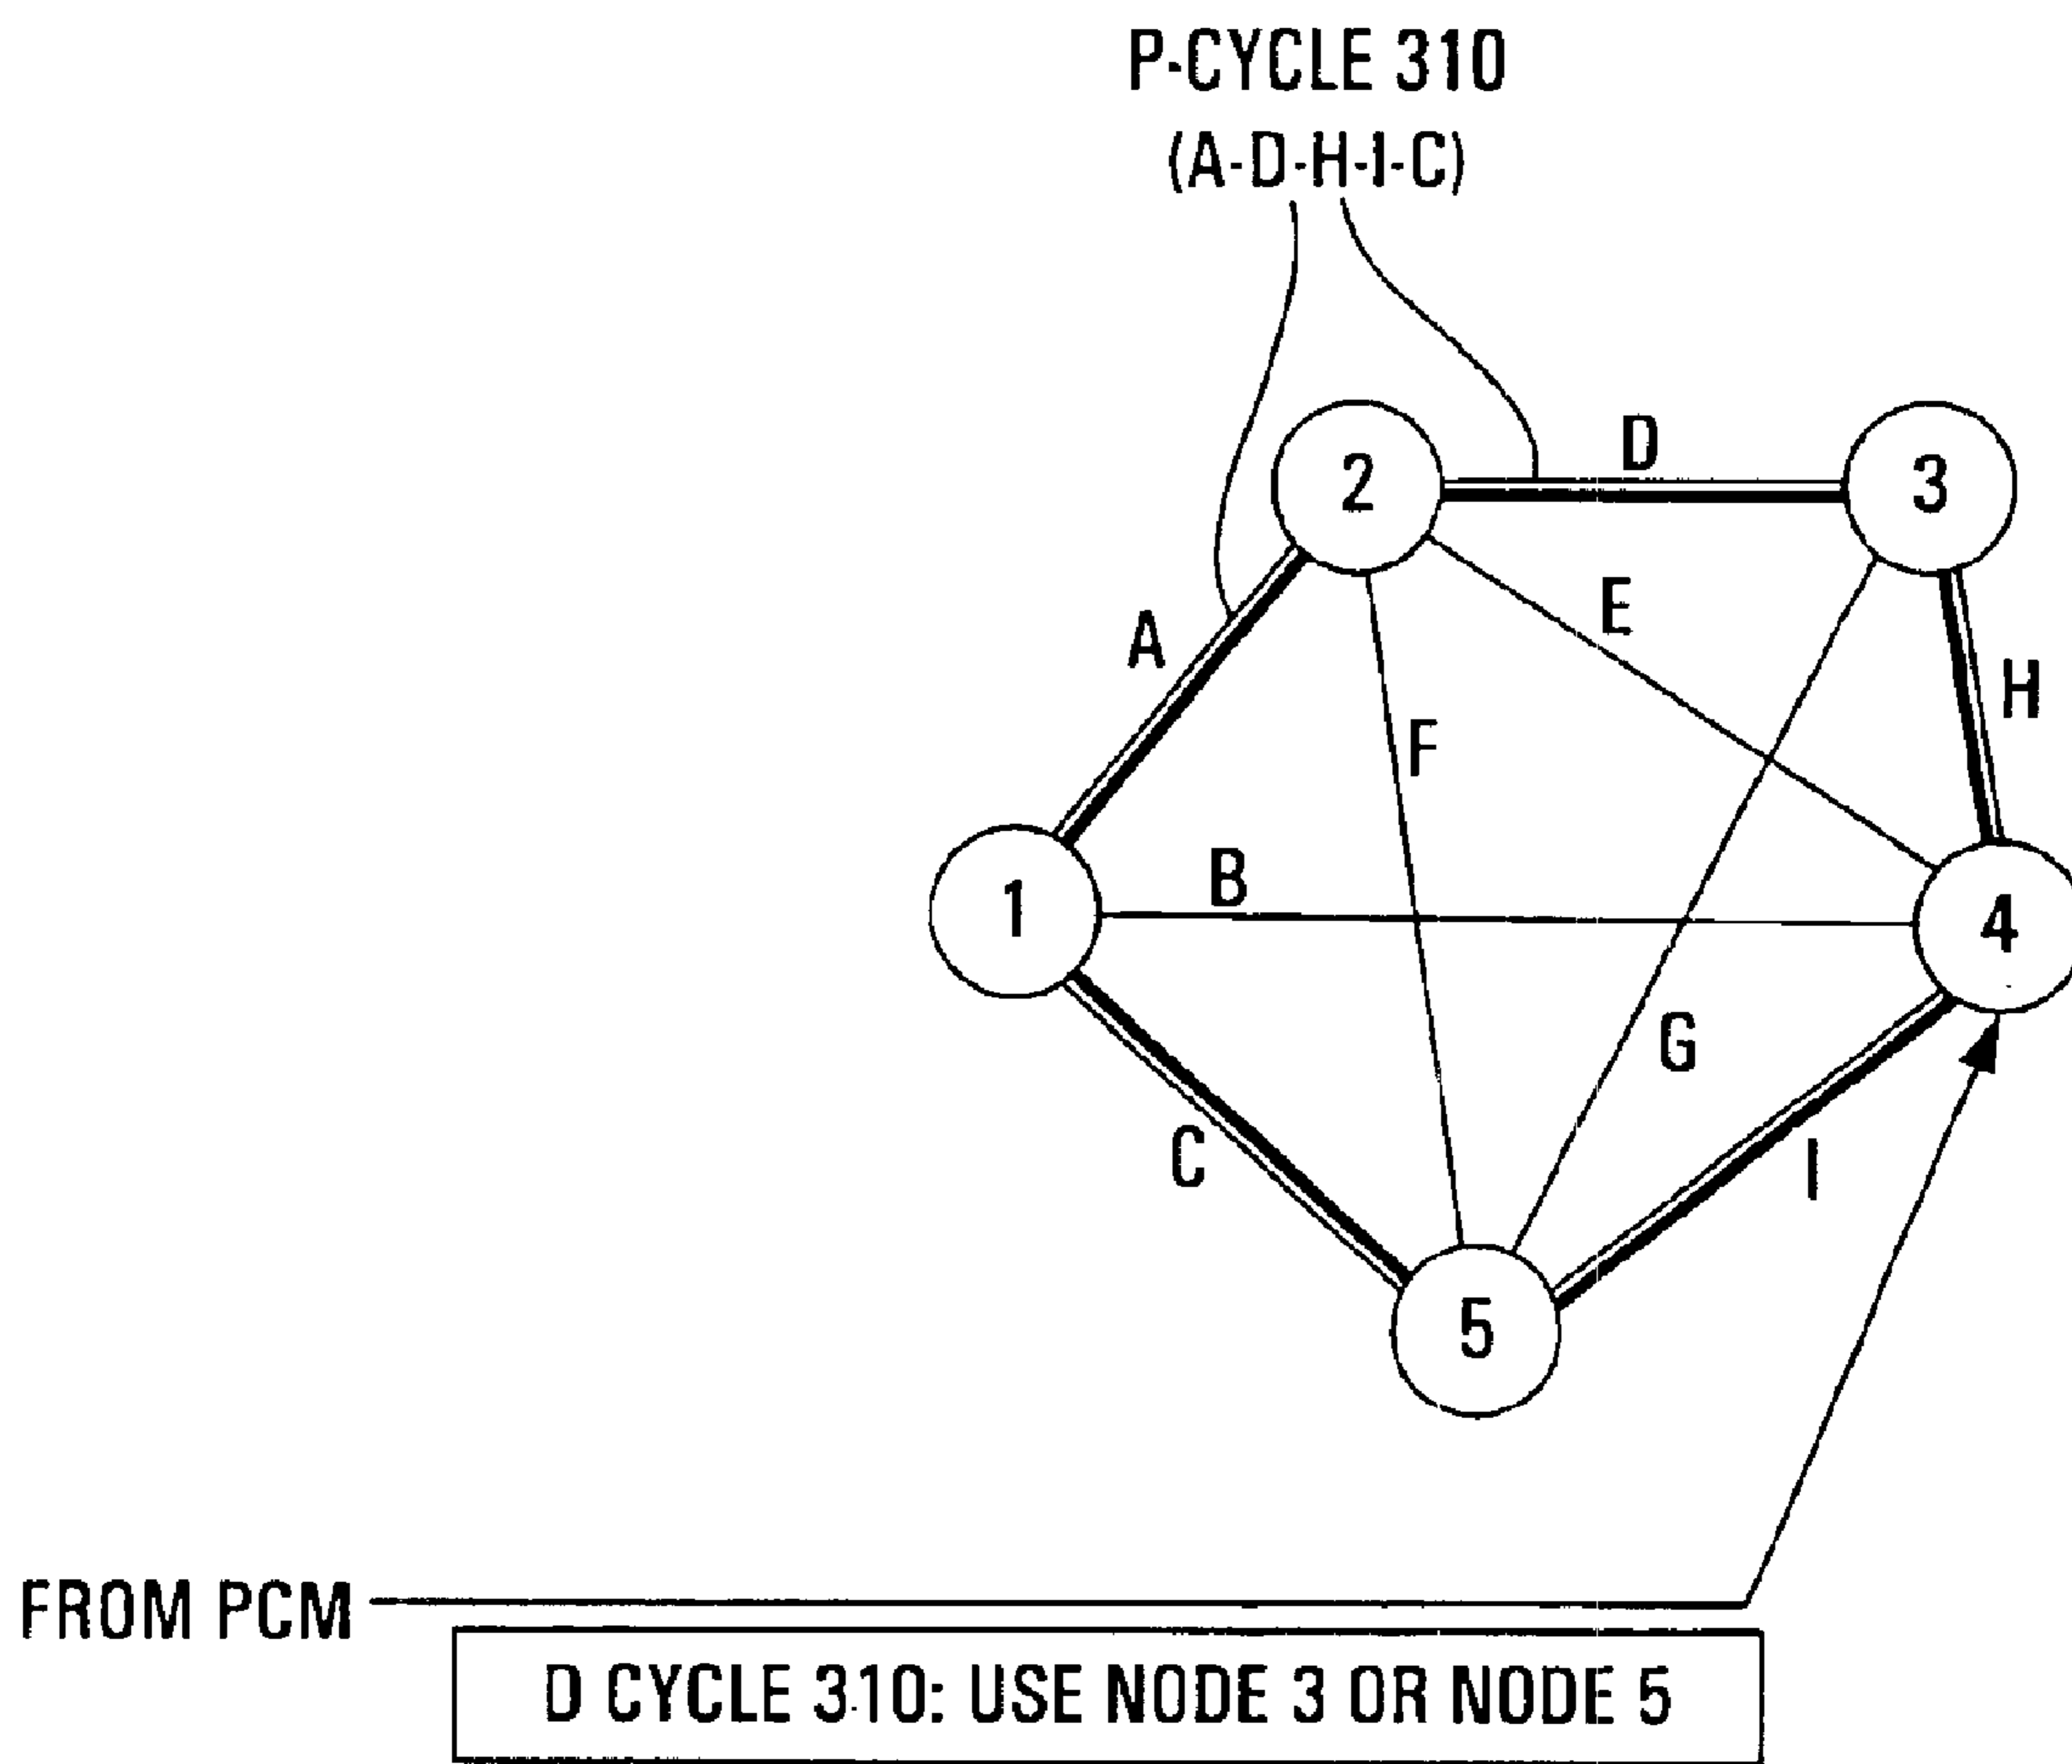 P-CYCLE 310
(A-D-H-I-C)
2
D
3
E
A
H
F
B
1
4
G
C
I
5
FROM PCM
D CYCLE 310: USE NODE 3 OR NODE 5